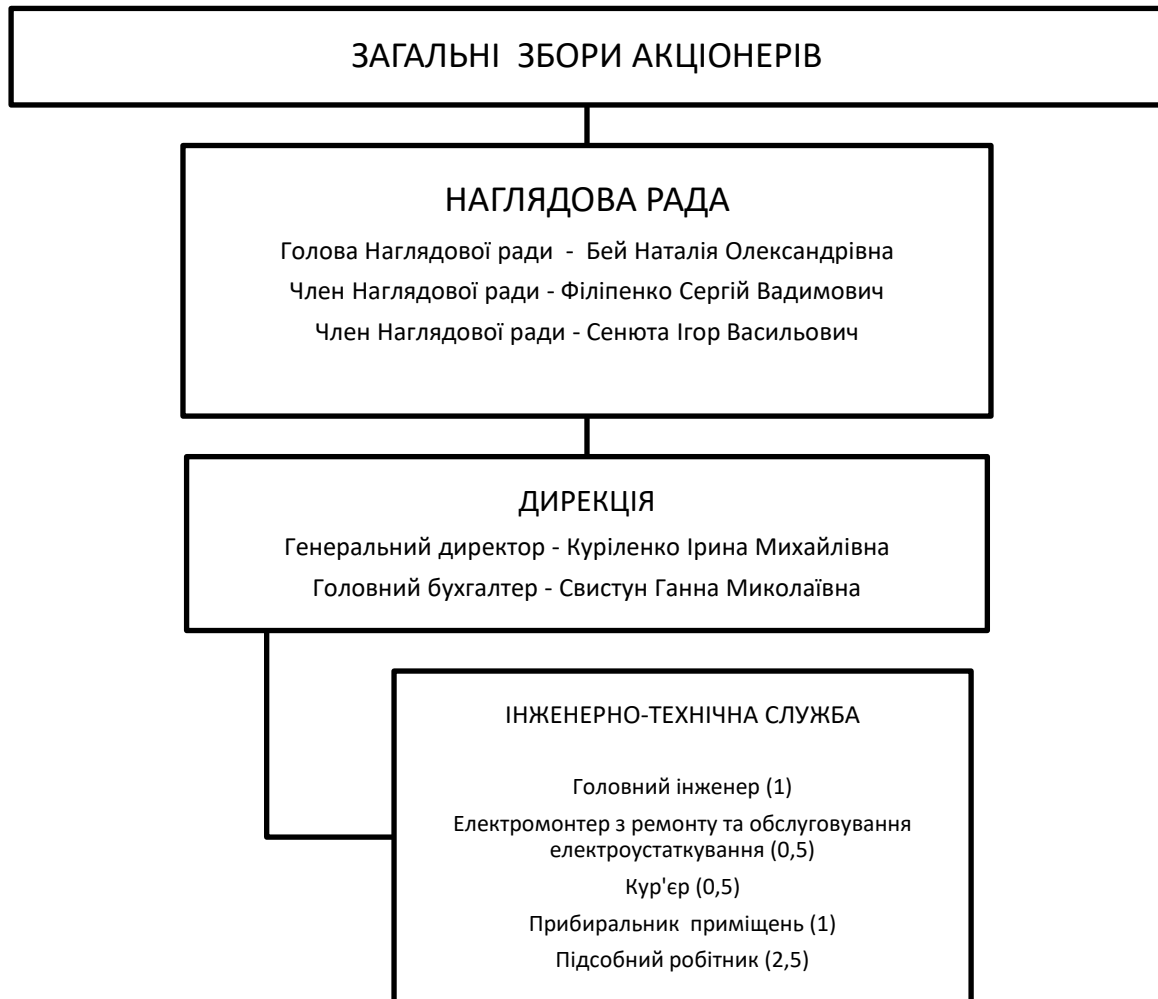 ЗАГАЛЬНІ ЗБОРИ АКЦІОНЕРІВ
НАГЛЯДОВА РАДА
Голова Наглядової ради - Бей Наталія Олександрівна
Член Наглядової ради - Філіпенко Сергій Вадимович
Член Наглядової ради - Сенюта Ігор Васильович
ДИРЕКЦІЯ
Генеральний директор - Куріленко Ірина Михайлівна
Головний бухгалтер - Свистун Ганна Миколаївна
ІНЖЕНЕРНО-ТЕХНІЧНА СЛУЖБА
Головний інженер (1)
Електромонтер з ремонту та обслуговування
електроустаткування (0,5)
Кур'єр (0,5)
Прибиральник приміщень (1)
Підсобний робітник (2,5)